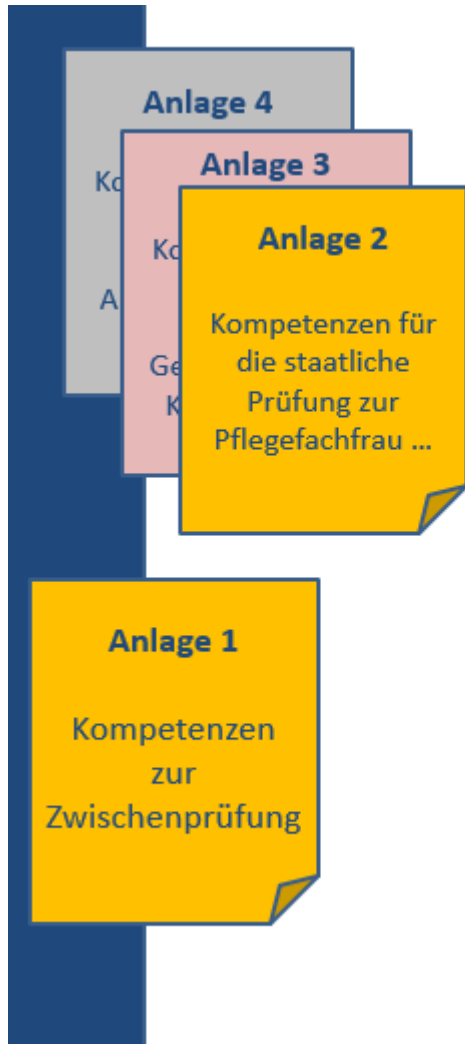 Anlage 4
Anlage 3
Anlage 2
Kompetenzen für
die staatliche
Prüfung zur
Pflegefachfrau ...
Anlage 1
Kompetenzen
zur
Zwischenprüfung